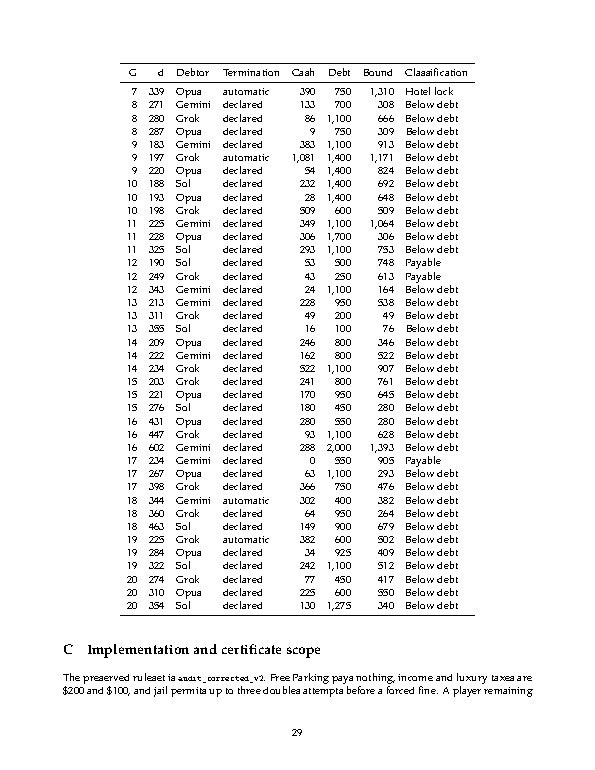 G d Debtor Termination Cash Debt Bound Classification
7 339 Opus automatic 390 750 1,310 Hotel lock
8 271 Gemini declared 133 700 308 Below debt
8 280 Grok declared 86 1,100 666 Below debt
8 287 Opus declared 9 750 309 Below debt
9 183 Gemini declared 383 1,100 913 Below debt
9 197 Grok automatic 1,081 1,400 1,171 Below debt
9 220 Opus declared 54 1,400 824 Below debt
10 188 Sol declared 232 1,400 692 Below debt
10 193 Opus declared 28 1,400 648 Below debt
10 198 Grok declared 509 600 509 Below debt
11 225 Gemini declared 349 1,100 1,064 Below debt
11 228 Opus declared 306 1,700 306 Below debt
11 325 Sol declared 293 1,100 753 Below debt
12 190 Sol declared 53 500 748 Payable
12 249 Grok declared 43 250 613 Payable
12 343 Gemini declared 24 1,100 164 Below debt
13 213 Gemini declared 228 950 538 Below debt
13 311 Grok declared 49 200 49 Below debt
13 355 Sol declared 16 100 76 Below debt
14 209 Opus declared 246 800 346 Below debt
14 222 Gemini declared 162 800 522 Below debt
14 234 Grok declared 522 1,100 907 Below debt
15 203 Grok declared 241 800 761 Below debt
15 221 Opus declared 170 950 645 Below debt
15 276 Sol declared 180 450 280 Below debt
16 431 Opus declared 280 550 280 Below debt
16 447 Grok declared 93 1,100 628 Below debt
16 602 Gemini declared 288 2,000 1,393 Below debt
17 234 Gemini declared 0 550 905 Payable
17 267 Opus declared 63 1,100 293 Below debt
17 398 Grok declared 366 750 476 Below debt
18 344 Gemini automatic 302 400 382 Below debt
18 360 Grok declared 64 950 264 Below debt
18 463 Sol declared 149 900 679 Below debt
19 225 Grok automatic 382 600 502 Below debt
19 284 Opus declared 34 925 409 Below debt
19 322 Sol declared 242 1,100 512 Below debt
20 274 Grok declared 77 450 417 Below debt
20 310 Opus declared 225 600 550 Below debt
20 354 Sol declared 130 1,275 340 Below debt
C Implementation and certificate scope
The preserved ruleset is audit_corrected_v2. Free Parking pays nothing, income and luxury taxes are
$200 and $100, and jail permits up to three doubles attempts before a forced fine. A player remaining
29